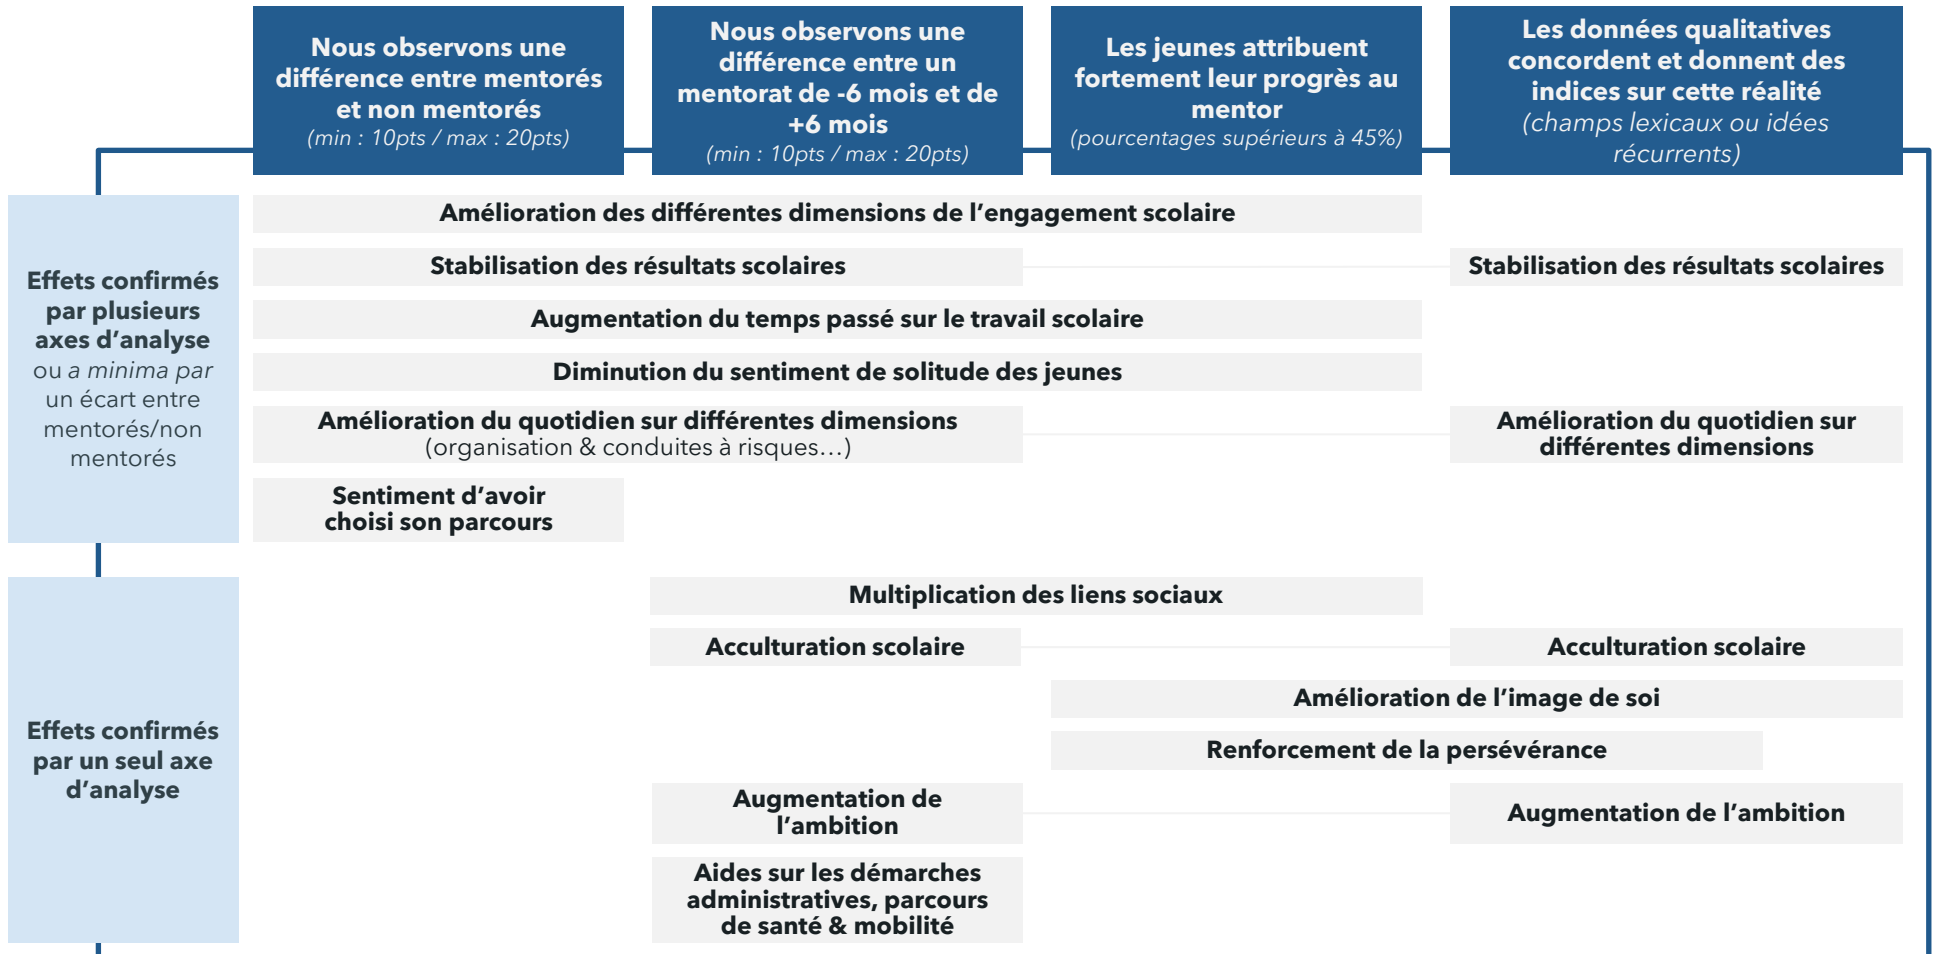 Nous observons une
différence entre mentorés
et non mentorés
(min : 10pts / max : 20pts)
Nous observons une
différence entre un
mentorat de -6 mois et de
+6 mois
(min : 10pts / max : 20pts)
Les jeunes attribuent
fortement leur progrès au
mentor
(pourcentages supérieurs à 45%)
Les données qualitatives
concordent et donnent des
indices sur cette réalité
(champs lexicaux ou idées
récurrents)
Effets confirmés
par plusieurs
axes d’analyse
ou a minima par
un écart entre
mentorés/non
mentorés
Amélioration des différentes dimensions de l’engagement scolaire
Stabilisation des résultats scolaires
Stabilisation des résultats scolaires
Augmentation du temps passé sur le travail scolaire
Diminution du sentiment de solitude des jeunes
Amélioration du quotidien sur différentes dimensions
(organisation & conduites à risques…)
Amélioration du quotidien sur
différentes dimensions
Sentiment d’avoir
choisi son parcours
Effets confirmés
par un seul axe
d’analyse
Multiplication des liens sociaux
Acculturation scolaire
Acculturation scolaire
Amélioration de l’image de soi
Renforcement de la persévérance
Augmentation de
l’ambition
Augmentation de l’ambition
Aides sur les démarches
administratives, parcours
de santé & mobilité